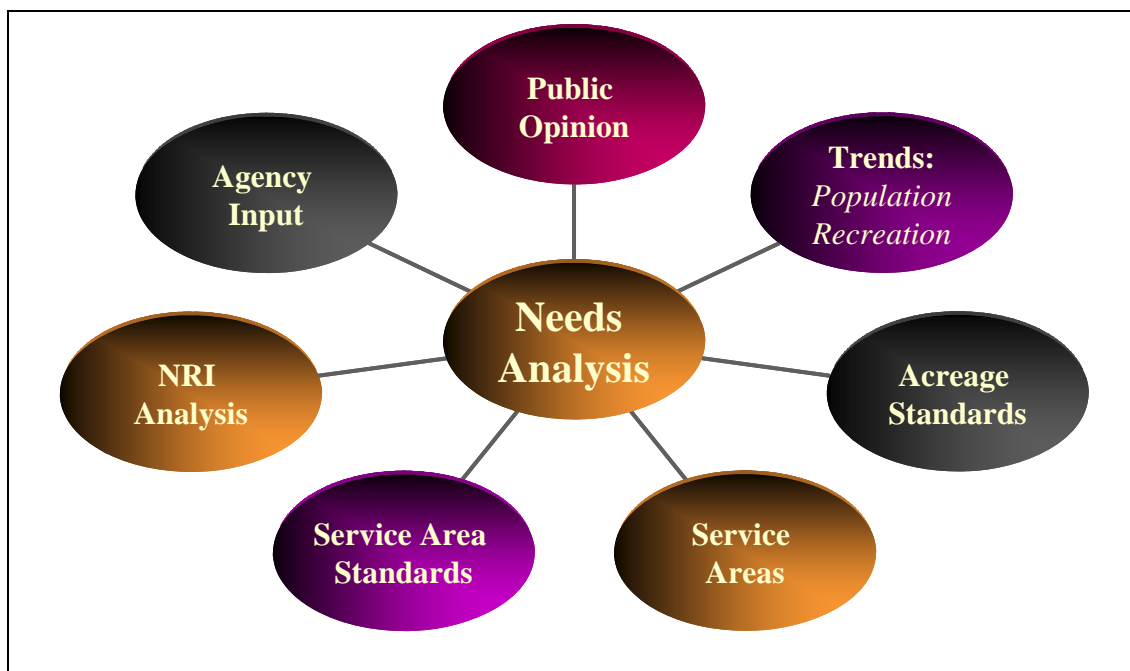 Public
Opinion
Agency
Input
Trends:
Population
Recreation
Needs
Analysis
NRI
Analysis
Acreage
Standards
Service Area
Standards
Service
Areas